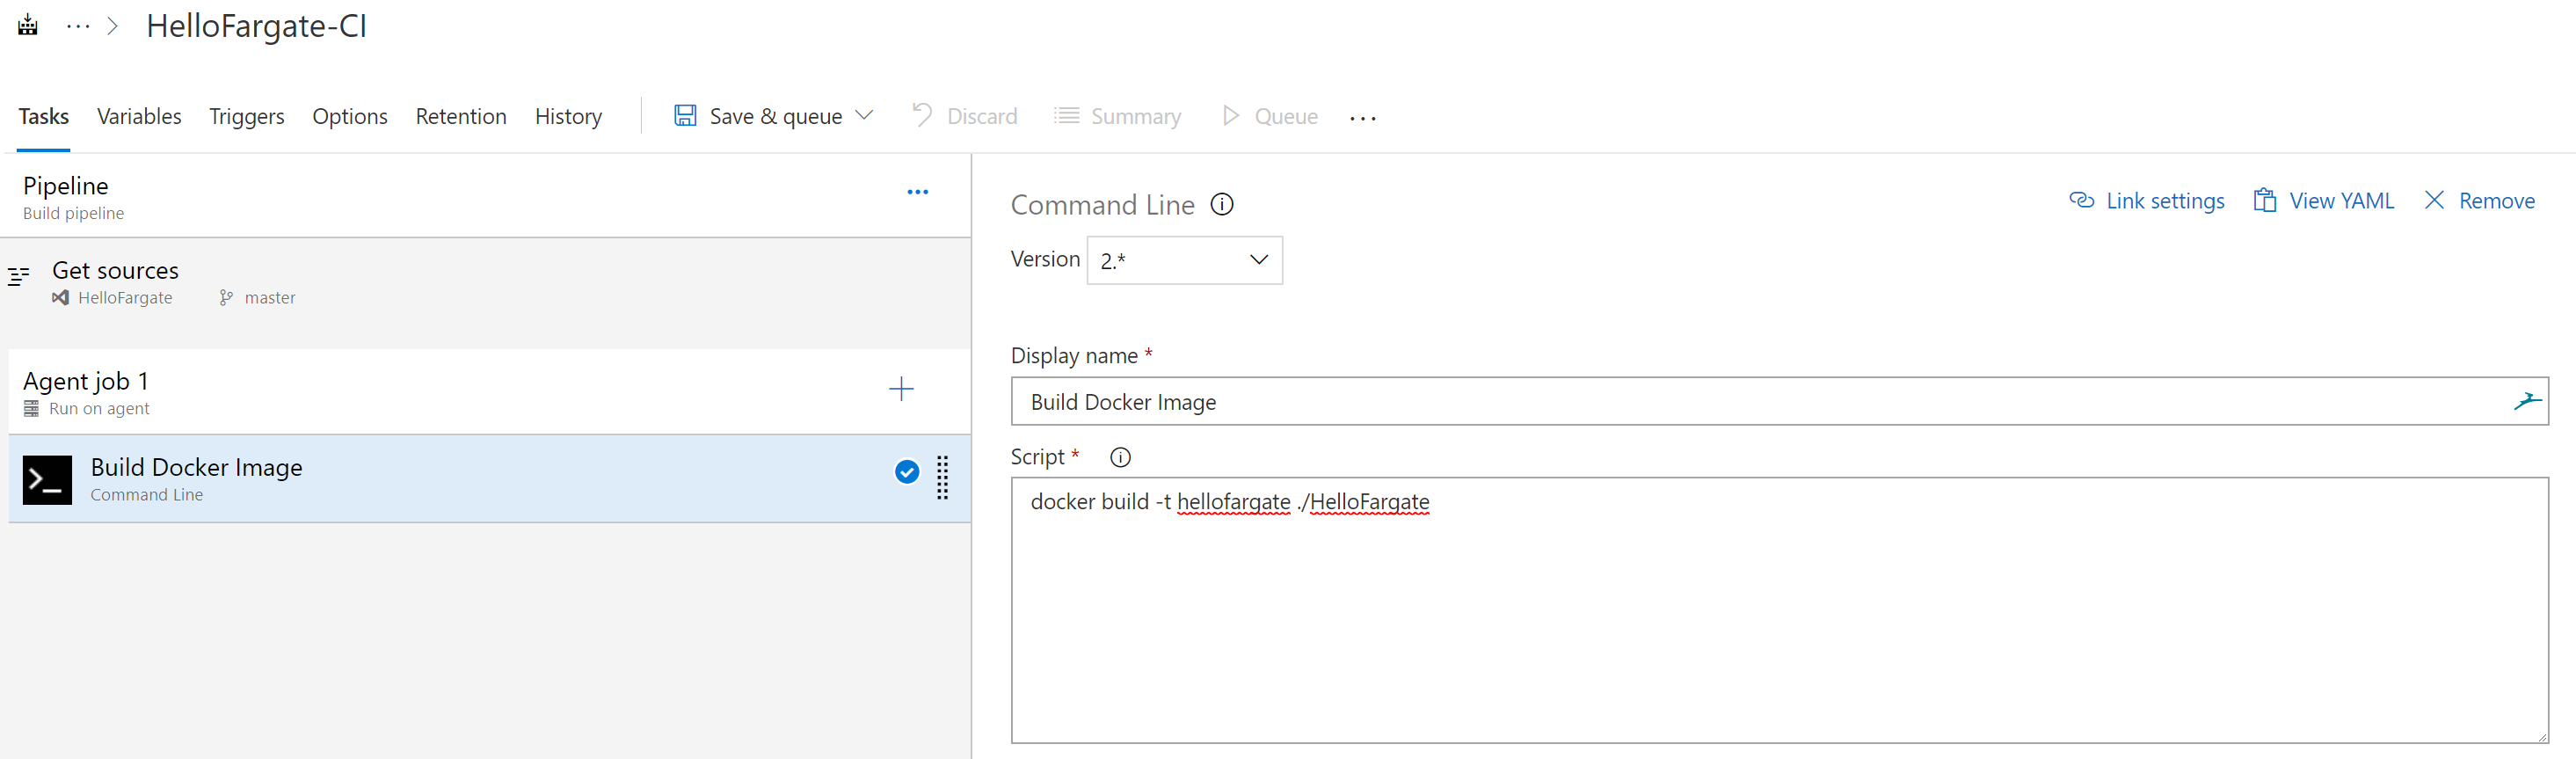 ... > HelloFargate-CI
Tasks Variables Triggers Options Retention History Save & queue Discard Summary Queue ...
Pipeline
Build pipeline
Get sources
HelloFargate master
Agent job 1
Run on agent
Build Docker Image
Command Line
Command Line
Link settings View YAML Remove
Version 2.*
Display name *
Build Docker Image
Script *
docker build -t hellofargate ./HelloFargate